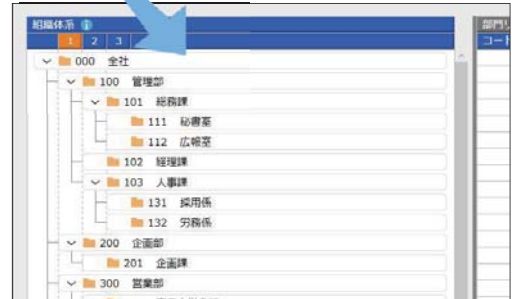 組織体系
部門リ
1 2 3
コード
000 全社
100 管理部
101 総務課
111 秘書室
112 広報室
102 経理課
103 人事課
131 採用係
132 労務係
200 企画部
201 企画課
300 営業部